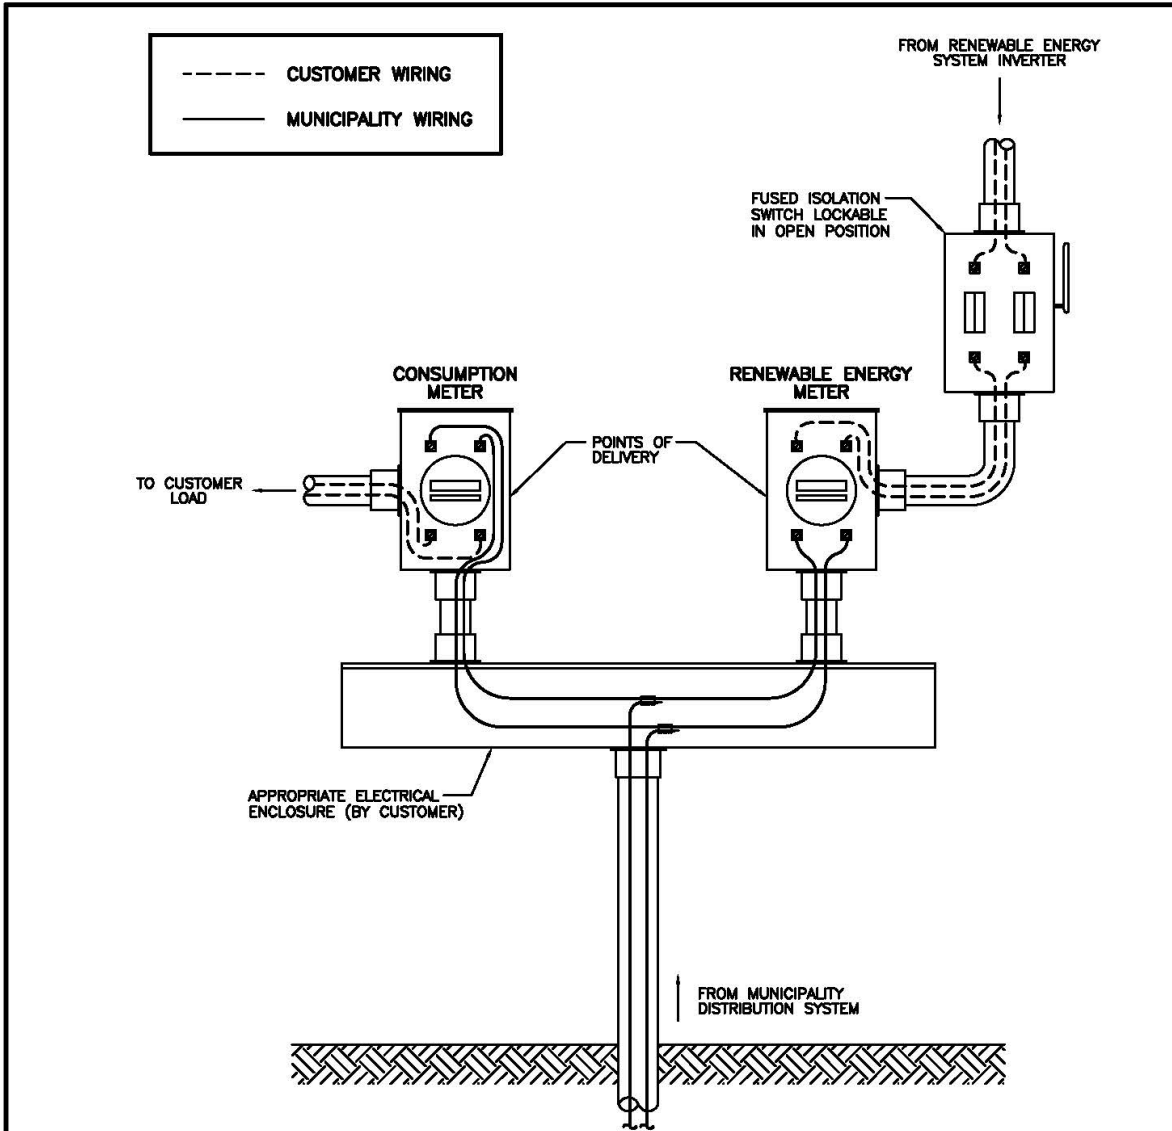 CUSTOMER WIRING
MUNICIPALITY WIRING
FROM RENEWABLE ENERGY
SYSTEM INVERTER
FUSED ISOLATION
SWITCH LOCKABLE
IN OPEN POSITION
CONSUMPTION
METER
RENEWABLE ENERGY
METER
POINTS OF
DELIVERY
TO CUSTOMER
LOAD
APPROPRIATE ELECTRICAL
ENCLOSURE (BY CUSTOMER)
FROM MUNICIPALITY
DISTRIBUTION SYSTEM